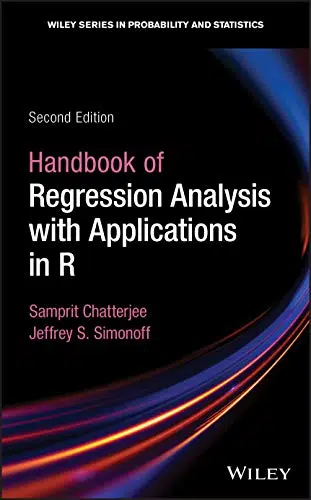 WILEY SERIES IN PROBABILITY AND STATISTICS
Second Edition
Handbook of
Regression Analysis
with Applications
in R
Samprit Chatterjee
Jeffrey S. Simonoff
WILEY